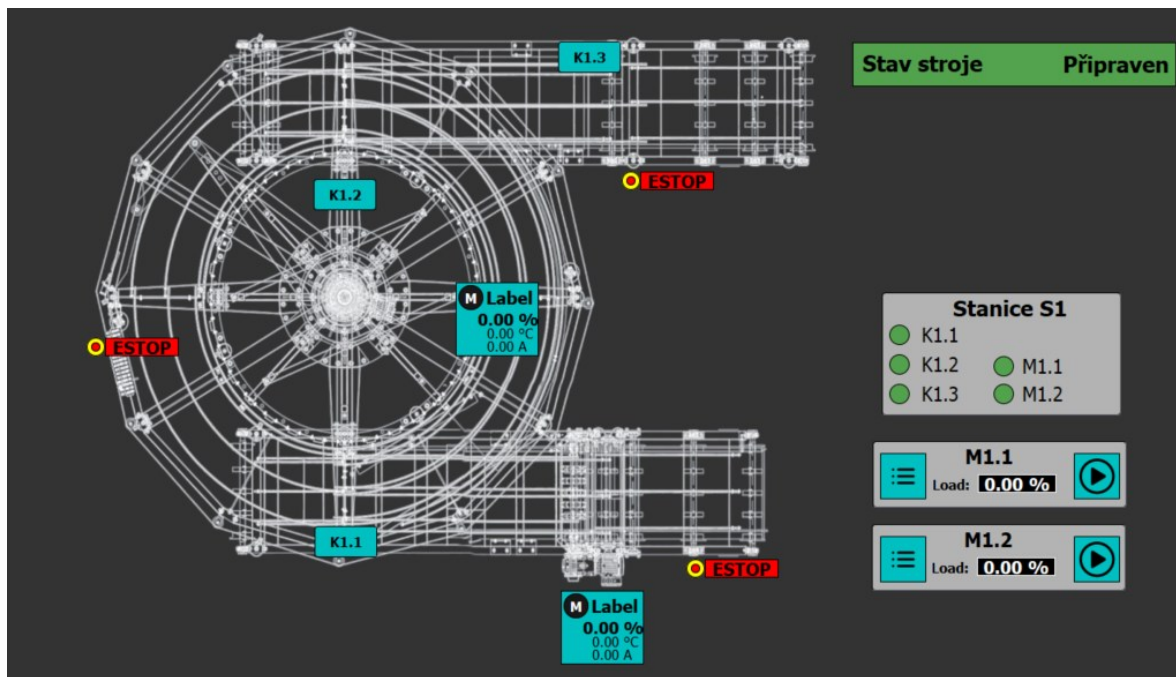 K1.3
Stav stroje Připraven
ESTOP
K1.2
M Label
0.00 %
0.00 °C
0.00 A
ESTOP
Stanice S1
K1.1
K1.2 M1.1
K1.3 M1.2
M1.1
Load: 0.00 %
K1.1
M1.2
Load: 0.00 %
ESTOP
M Label
0.00 %
0.00 °C
0.00 A